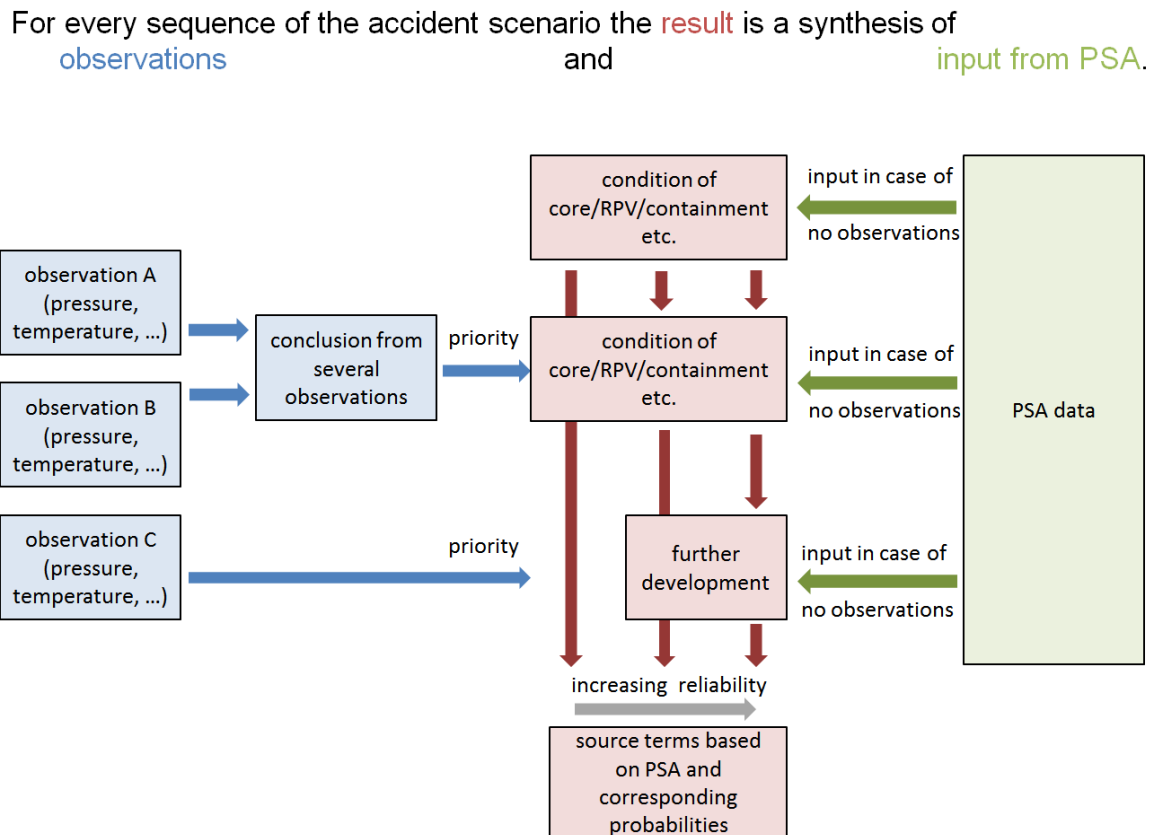 For every sequence of the accident scenario the result is a synthesis of
observations and input from PSA.
condition of
core/RPV/containment
etc.
input in case of
no observations
observation A
(pressure,
temperature, ...)
conclusion from
several
observations
priority
condition of
core/RPV/containment
etc.
input in case of
no observations
PSA data
observation B
(pressure,
temperature, ...)
observation C
(pressure,
temperature, ...)
priority
further
development
input in case of
no observations
increasing reliability
source terms based
on PSA and
corresponding
probabilities